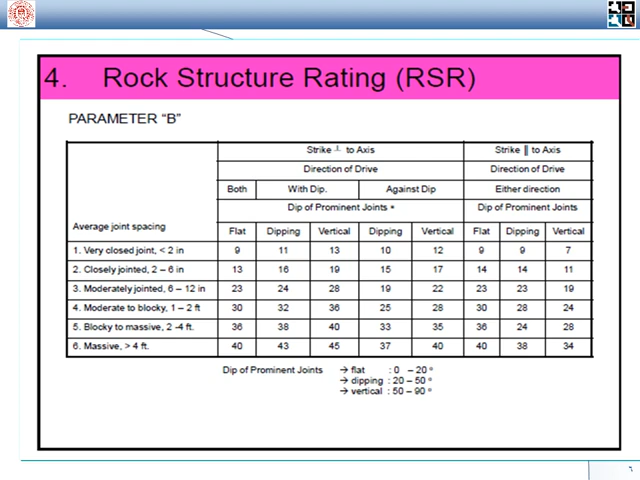 4. Rock Structure Rating (RSR)
PARAMETER “B”
Strike ⊥ to Axis Strike ∥ to Axis
Direction of Drive Direction of Drive
Both With Dip. Against Dip Either direction
Dip of Prominent Joints * Dip of Prominent Joints
Average joint spacing
Flat Dipping Vertical Dipping Vertical Flat Dipping Vertical
1. Very closed joint, < 2 in 9 11 13 10 12 9 9 7
2. Closely jointed, 2 – 6 in 13 16 19 15 17 14 14 11
3. Moderately jointed, 6 – 12 in 23 24 28 19 22 23 23 19
4. Moderate to blocky, 1 – 2 ft 30 32 36 25 28 30 28 24
5. Blocky to massive, 2 -4 ft. 36 38 40 33 35 36 24 28
6. Massive, > 4 ft. 40 43 45 37 40 40 38 34
Dip of Prominent Joints → flat : 0 – 20 °
→ dipping : 20 – 50 °
→ vertical : 50 – 90 °
٦